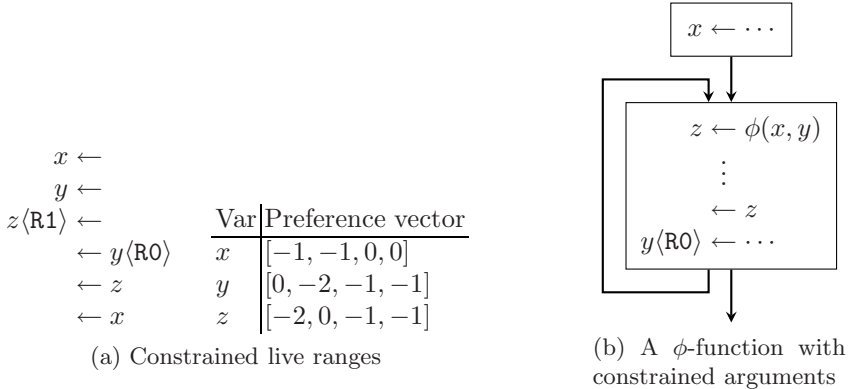 x ←
y ←
z⟨R1⟩ ←
← y⟨R0⟩
← z
← x
Var Preference vector
x [−1, −1, 0, 0]
y [0, −2, −1, −1]
z [−2, 0, −1, −1]
(a) Constrained live ranges
x ← ⋯
z ← ϕ(x, y)
⋮
← z
y⟨R0⟩ ← ⋯
(b) A ϕ-function with
constrained arguments